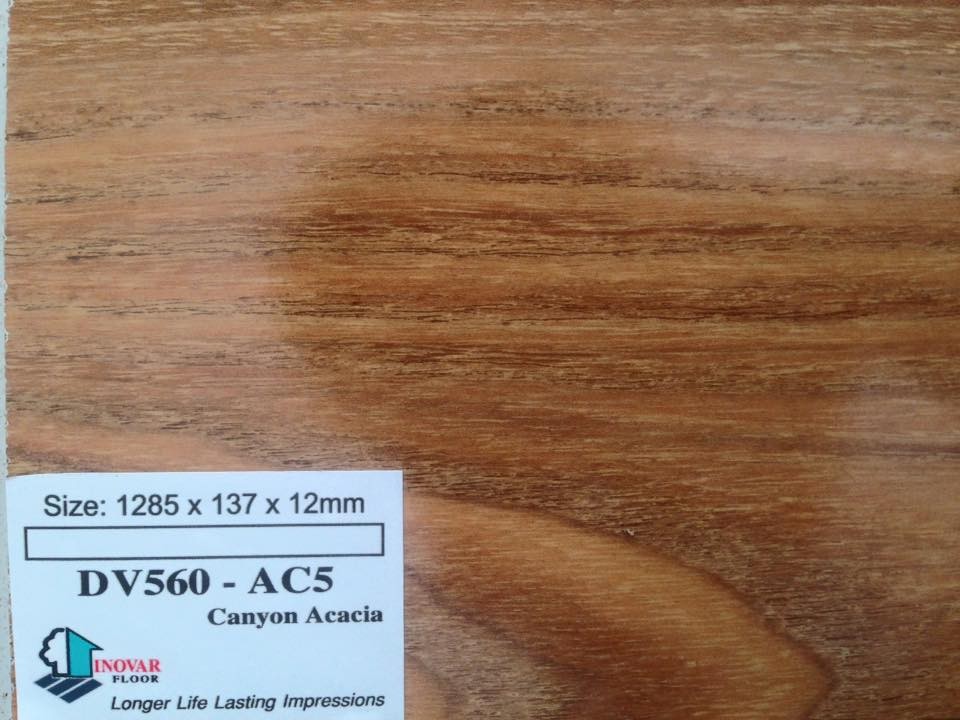 Size: 1285 x 137 x 12mm
DV560 - AC5
Canyon Acacia
INOVAR
FLOOR
Longer Life Lasting Impressions